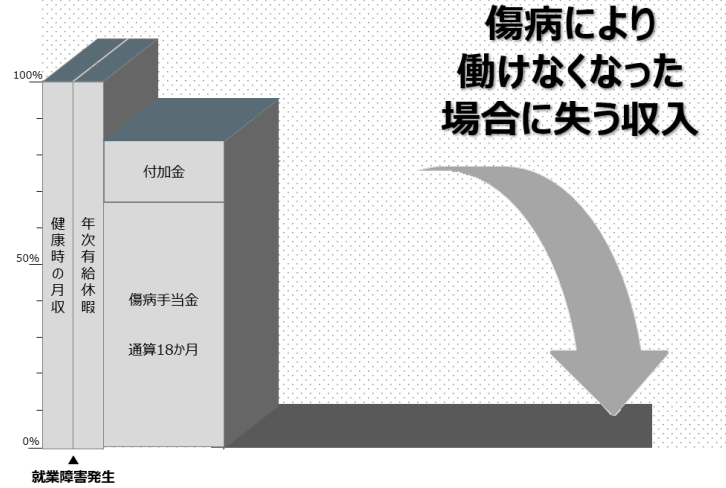 傷病により
働けなくなった
場合に失う収入
100%
50%
0%
健康時の月収
年次有給休暇
付加金
傷病手当金
通算18か月
▲
就業障害発生